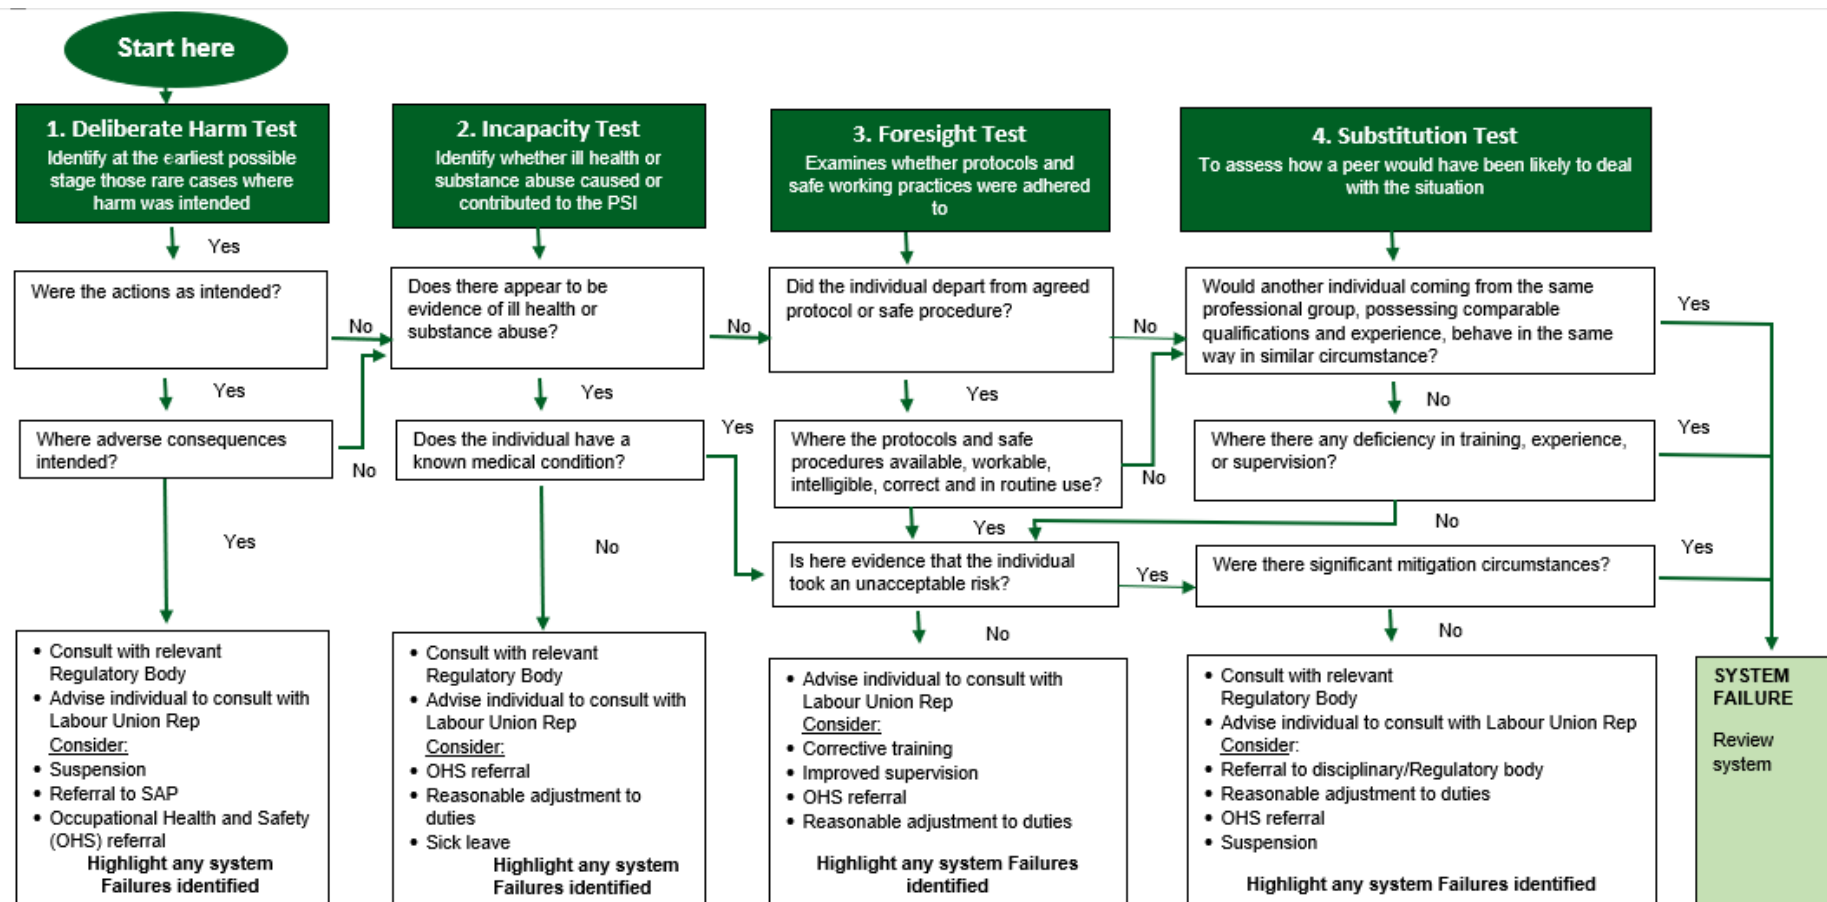 Start here
1. Deliberate Harm Test
Identify at the earliest possible
stage those rare cases where
harm was intended
Yes
Were the actions as intended?
No
Yes
Where adverse consequences
intended?
No
Yes
• Consult with relevant
Regulatory Body
• Advise individual to consult with
Labour Union Rep
Consider:
• Suspension
• Referral to SAP
• Occupational Health and Safety
(OHS) referral
Highlight any system
Failures identified
2. Incapacity Test
Identify whether ill health or
substance abuse caused or
contributed to the PSI
Does there appear to be
evidence of ill health or
substance abuse?
No
Yes
Does the individual have a
known medical condition?
Yes
No
• Consult with relevant
Regulatory Body
• Advise individual to consult with
Labour Union Rep
Consider:
• OHS referral
• Reasonable adjustment to
duties
• Sick leave
Highlight any system
Failures identified
3. Foresight Test
Examines whether protocols and
safe working practices were adhered
to
Did the individual depart from agreed
protocol or safe procedure?
No
Yes
Where the protocols and safe
procedures available, workable,
intelligible, correct and in routine use?
No
Yes
Is here evidence that the individual
took an unacceptable risk?
Yes
No
• Advise individual to consult with
Labour Union Rep
Consider:
• Corrective training
• Improved supervision
• OHS referral
• Reasonable adjustment to duties
Highlight any system Failures
identified
4. Substitution Test
To assess how a peer would have been likely to deal
with the situation
Would another individual coming from the same
professional group, possessing comparable
qualifications and experience, behave in the same
way in similar circumstance?
Yes
No
Where there any deficiency in training, experience,
or supervision?
Yes
No
Were there significant mitigation circumstances?
Yes
No
• Consult with relevant
Regulatory Body
• Advise individual to consult with Labour Union Rep
Consider:
• Referral to disciplinary/Regulatory body
• Reasonable adjustment to duties
• OHS referral
• Suspension
Highlight any system Failures identified
SYSTEM
FAILURE
Review
system